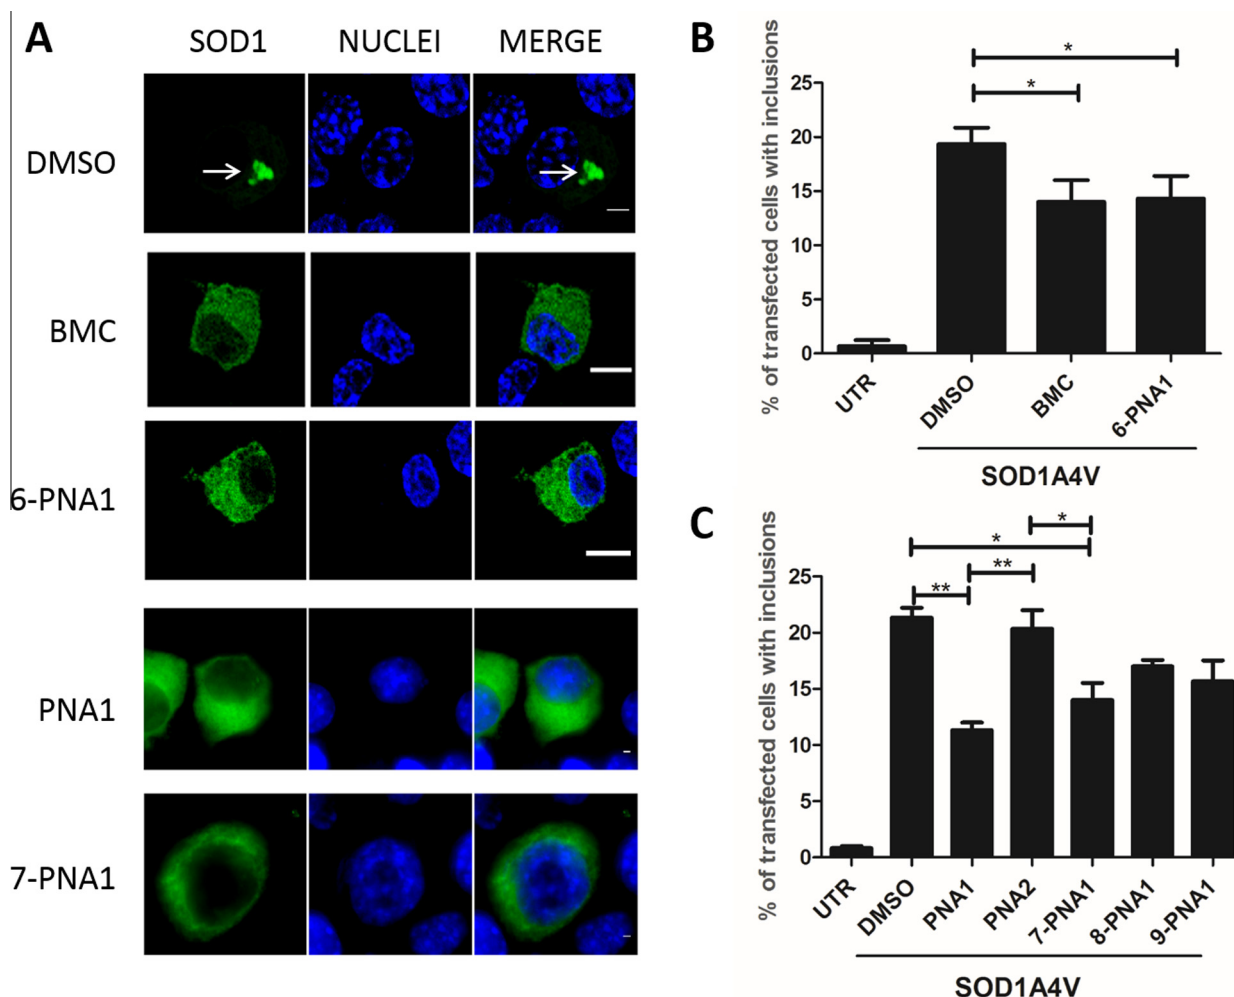 A
SOD1 NUCLEI MERGE
DMSO
BMC
6-PNA1
PNA1
7-PNA1
B
% of transfected cells with inclusions
25
20
15
10
5
0
*
*
UTR DMSO BMC 6-PNA1
SOD1A4V
C
% of transfected cells with inclusions
25
20
15
10
5
0
*
*
**
**
UTR DMSO PNA1 PNA2 7-PNA1 8-PNA1 9-PNA1
SOD1A4V